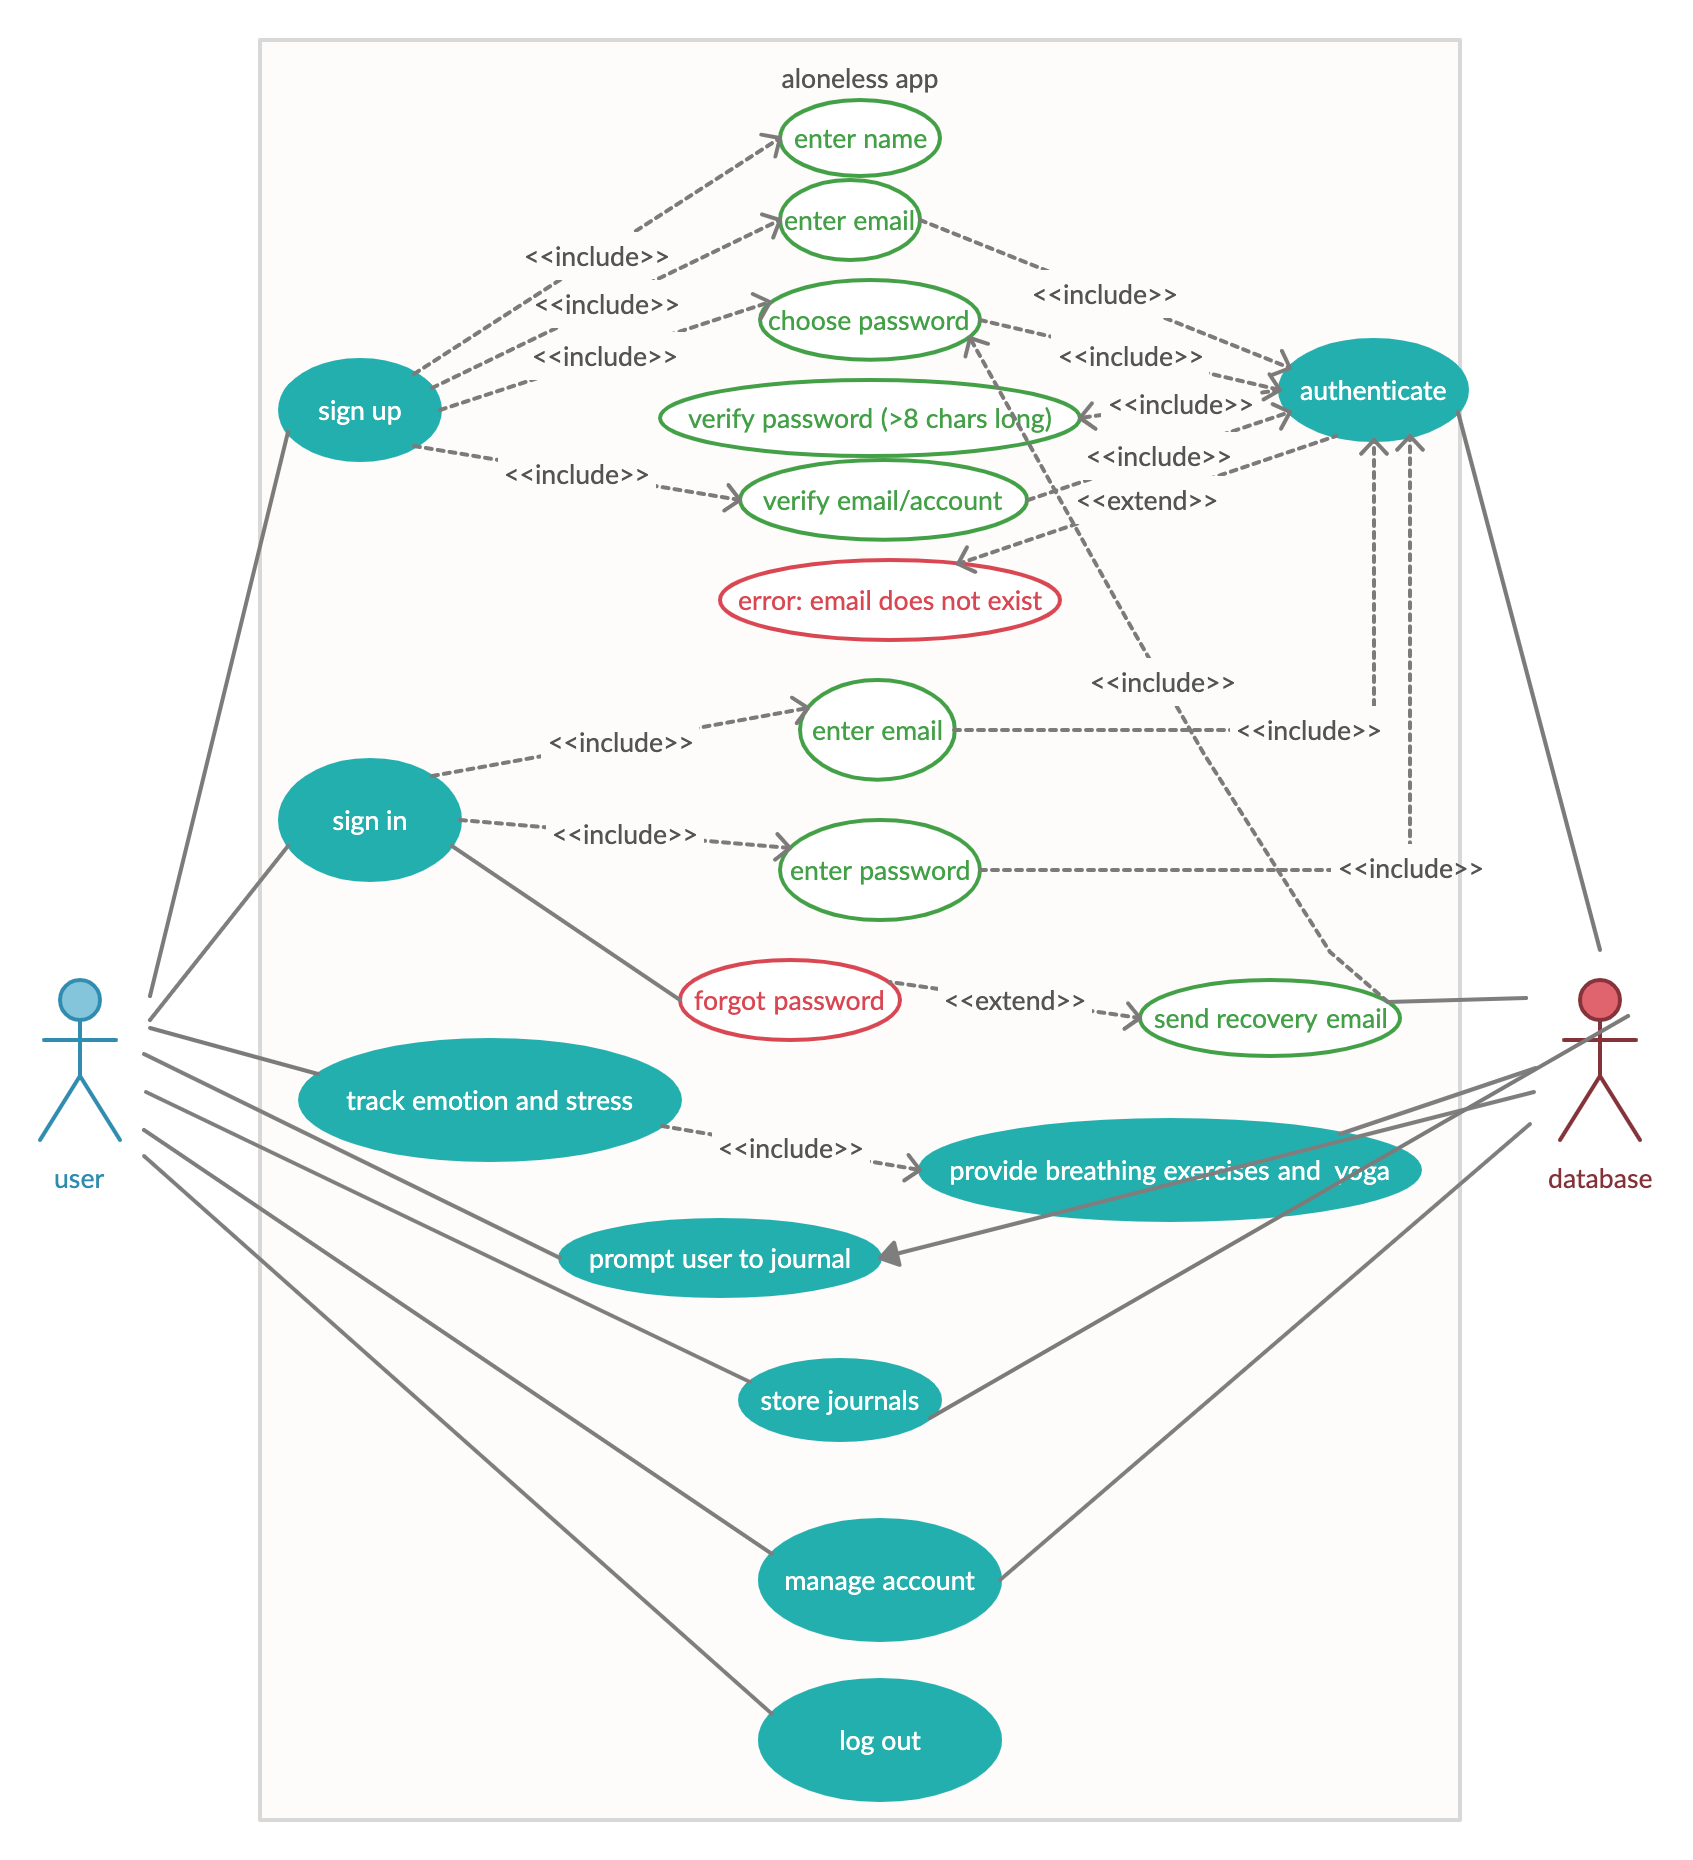 aloneless app
enter name
enter email
<<include>>
<<include>>
<<include>>
choose password
<<include>>
<<include>>
sign up
authenticate
verify password (>8 chars long)
<<include>>
<<include>>
<<include>>
verify email/account
<<extend>>
error: email does not exist
<<include>>
<<include>>
enter email
<<include>>
sign in
<<include>>
enter password
<<include>>
forgot password
<<extend>>
send recovery email
track emotion and stress
<<include>>
provide breathing exercises and yoga
user
database
prompt user to journal
store journals
manage account
log out